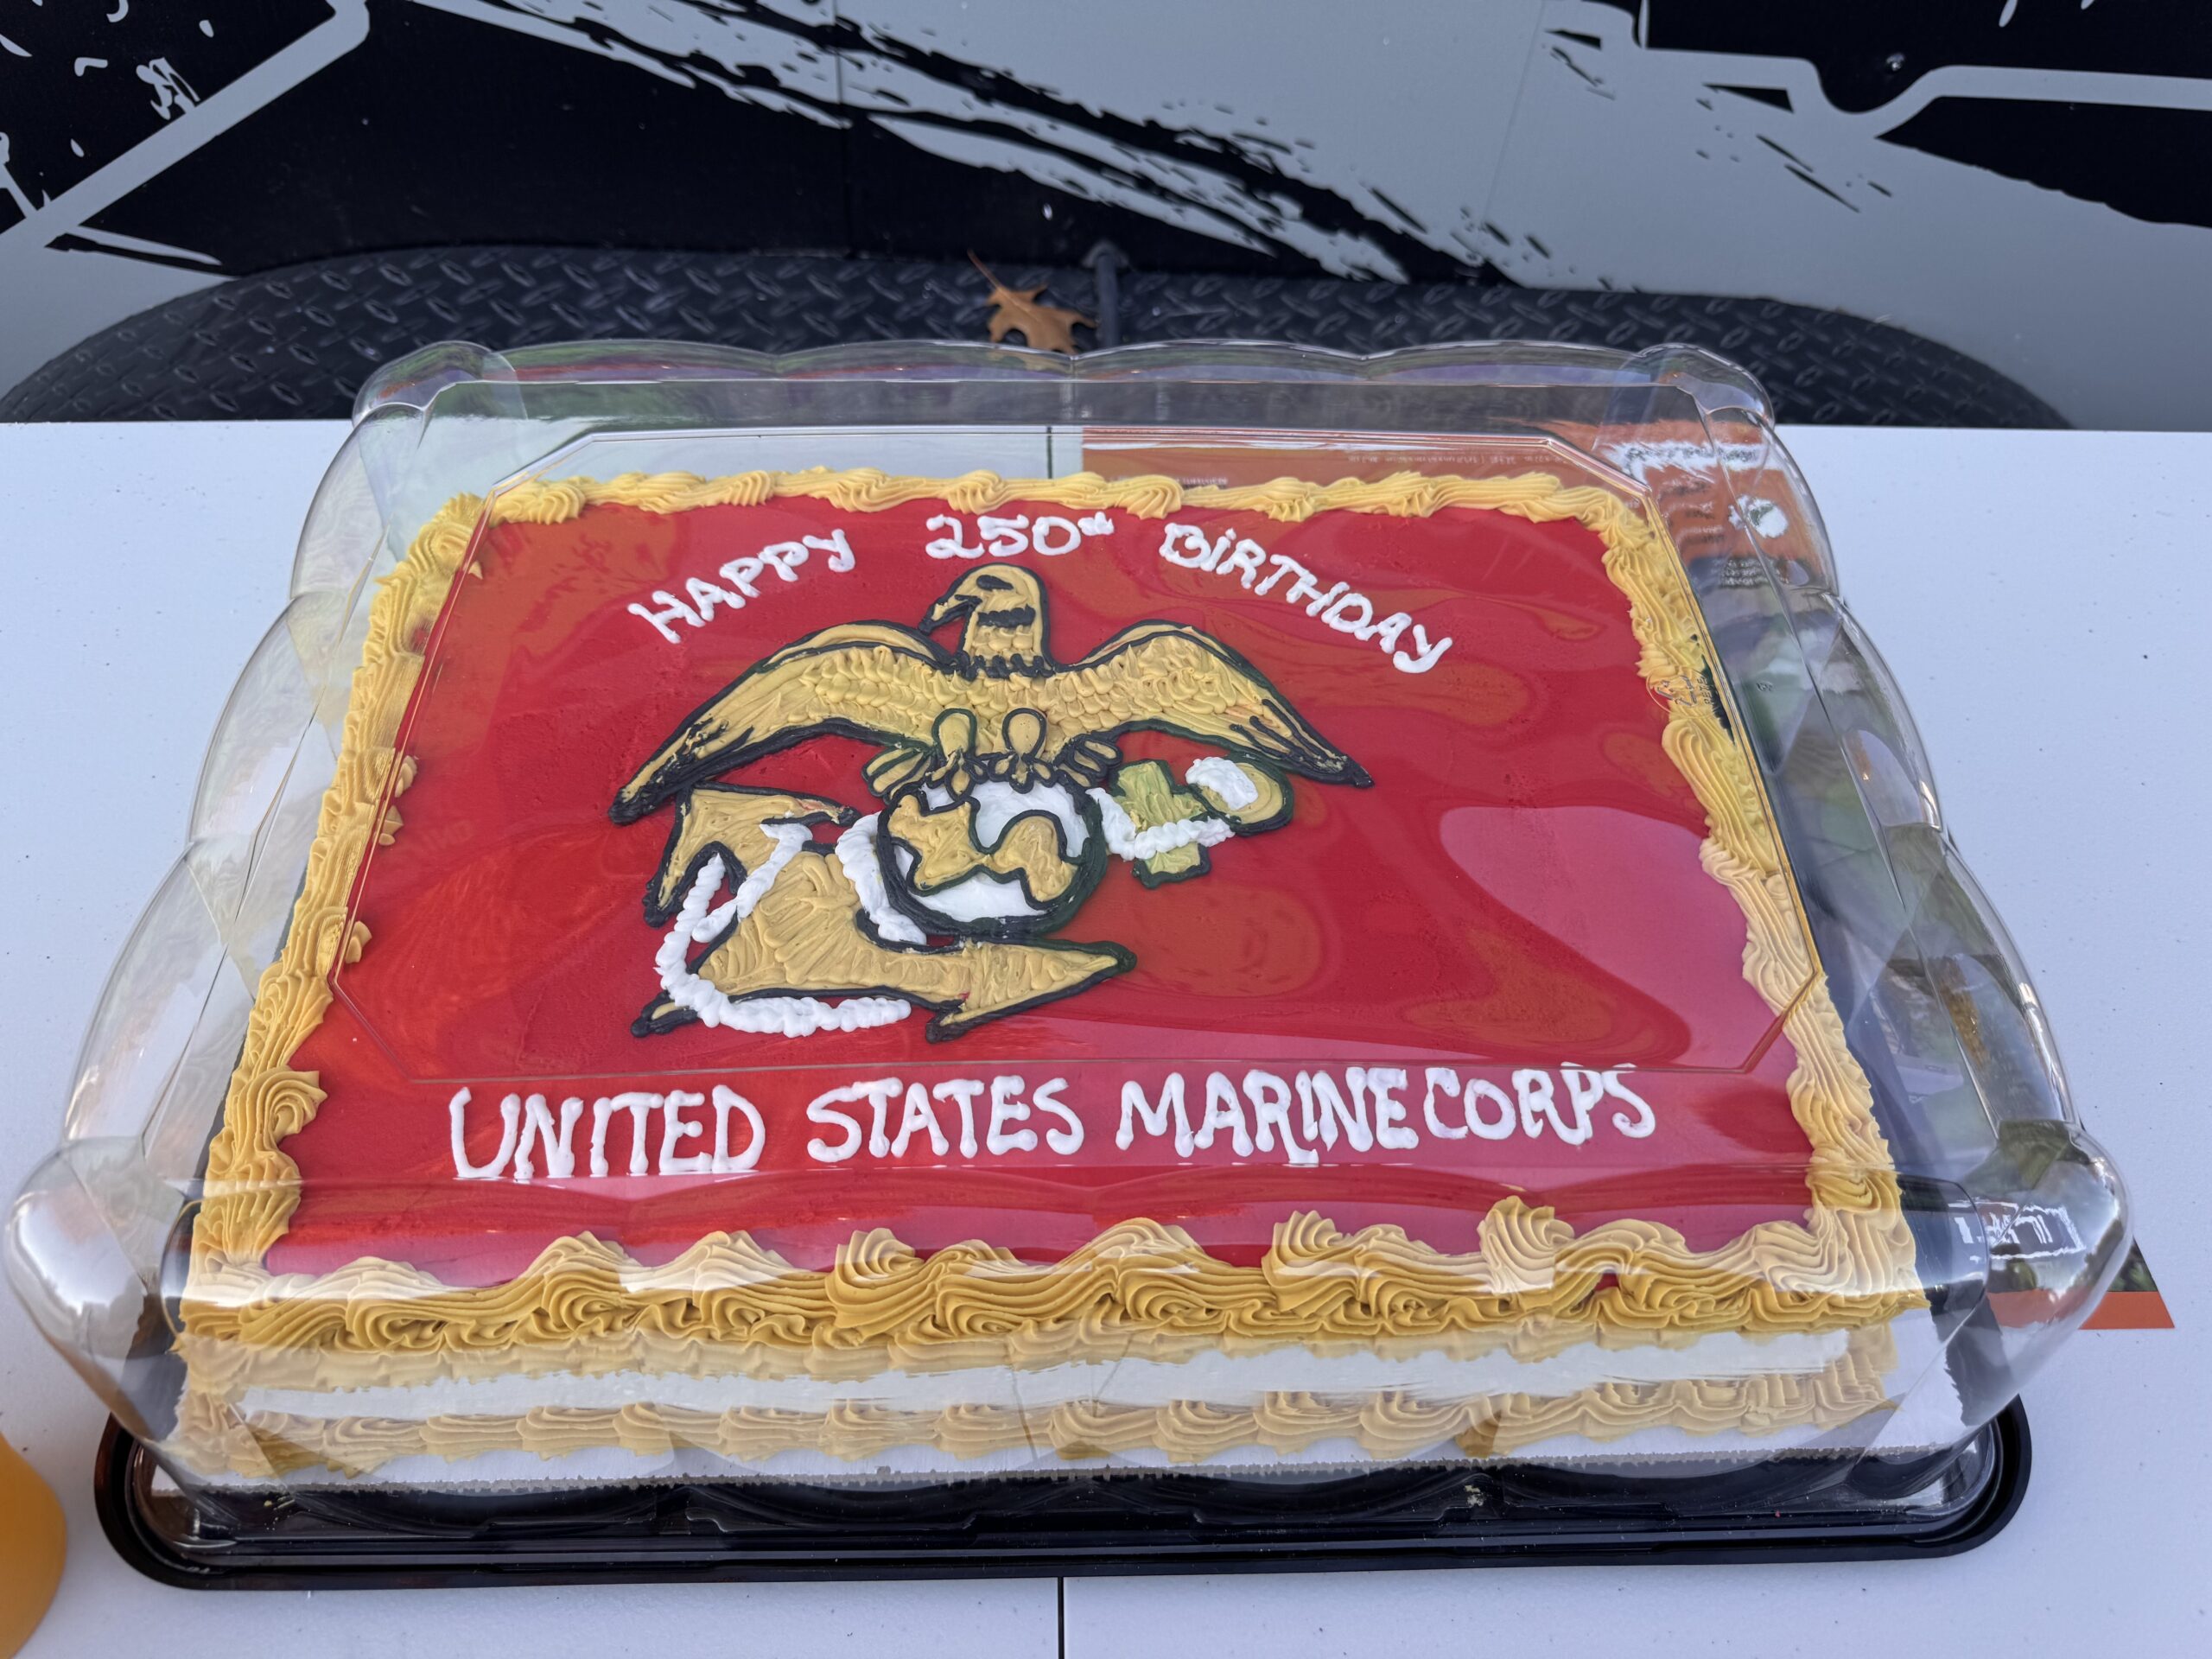 HAPPY 250th BiRTHDAY
UNITED STATES MARINE CORPS